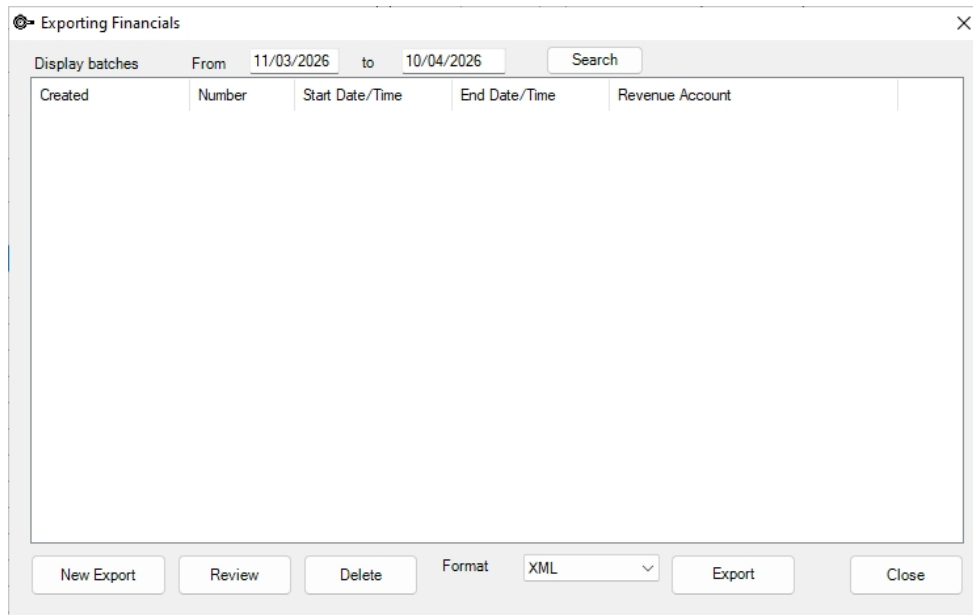 Exporting Financials
Display batches From 11/03/2026 to 10/04/2026 Search
Created Number Start Date/Time End Date/Time Revenue Account
New Export Review Delete Format XML Export Close